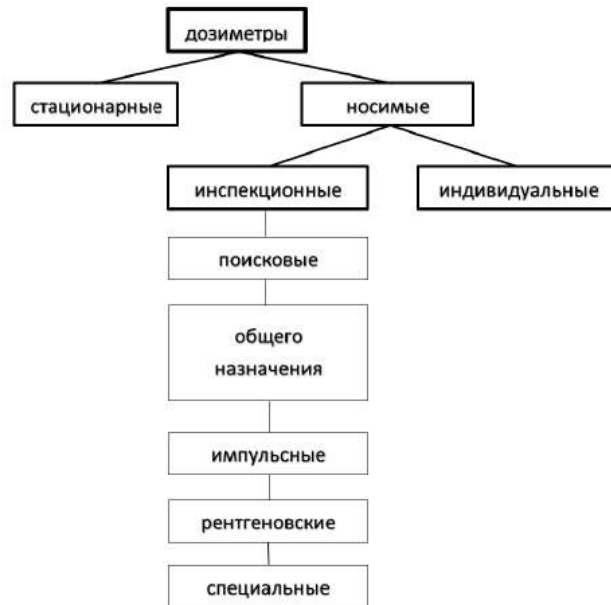 дозиметры
стационарные
носимые
инспекционные
индивидуальные
поисковые
общего
назначения
импульсные
рентгеновские
специальные